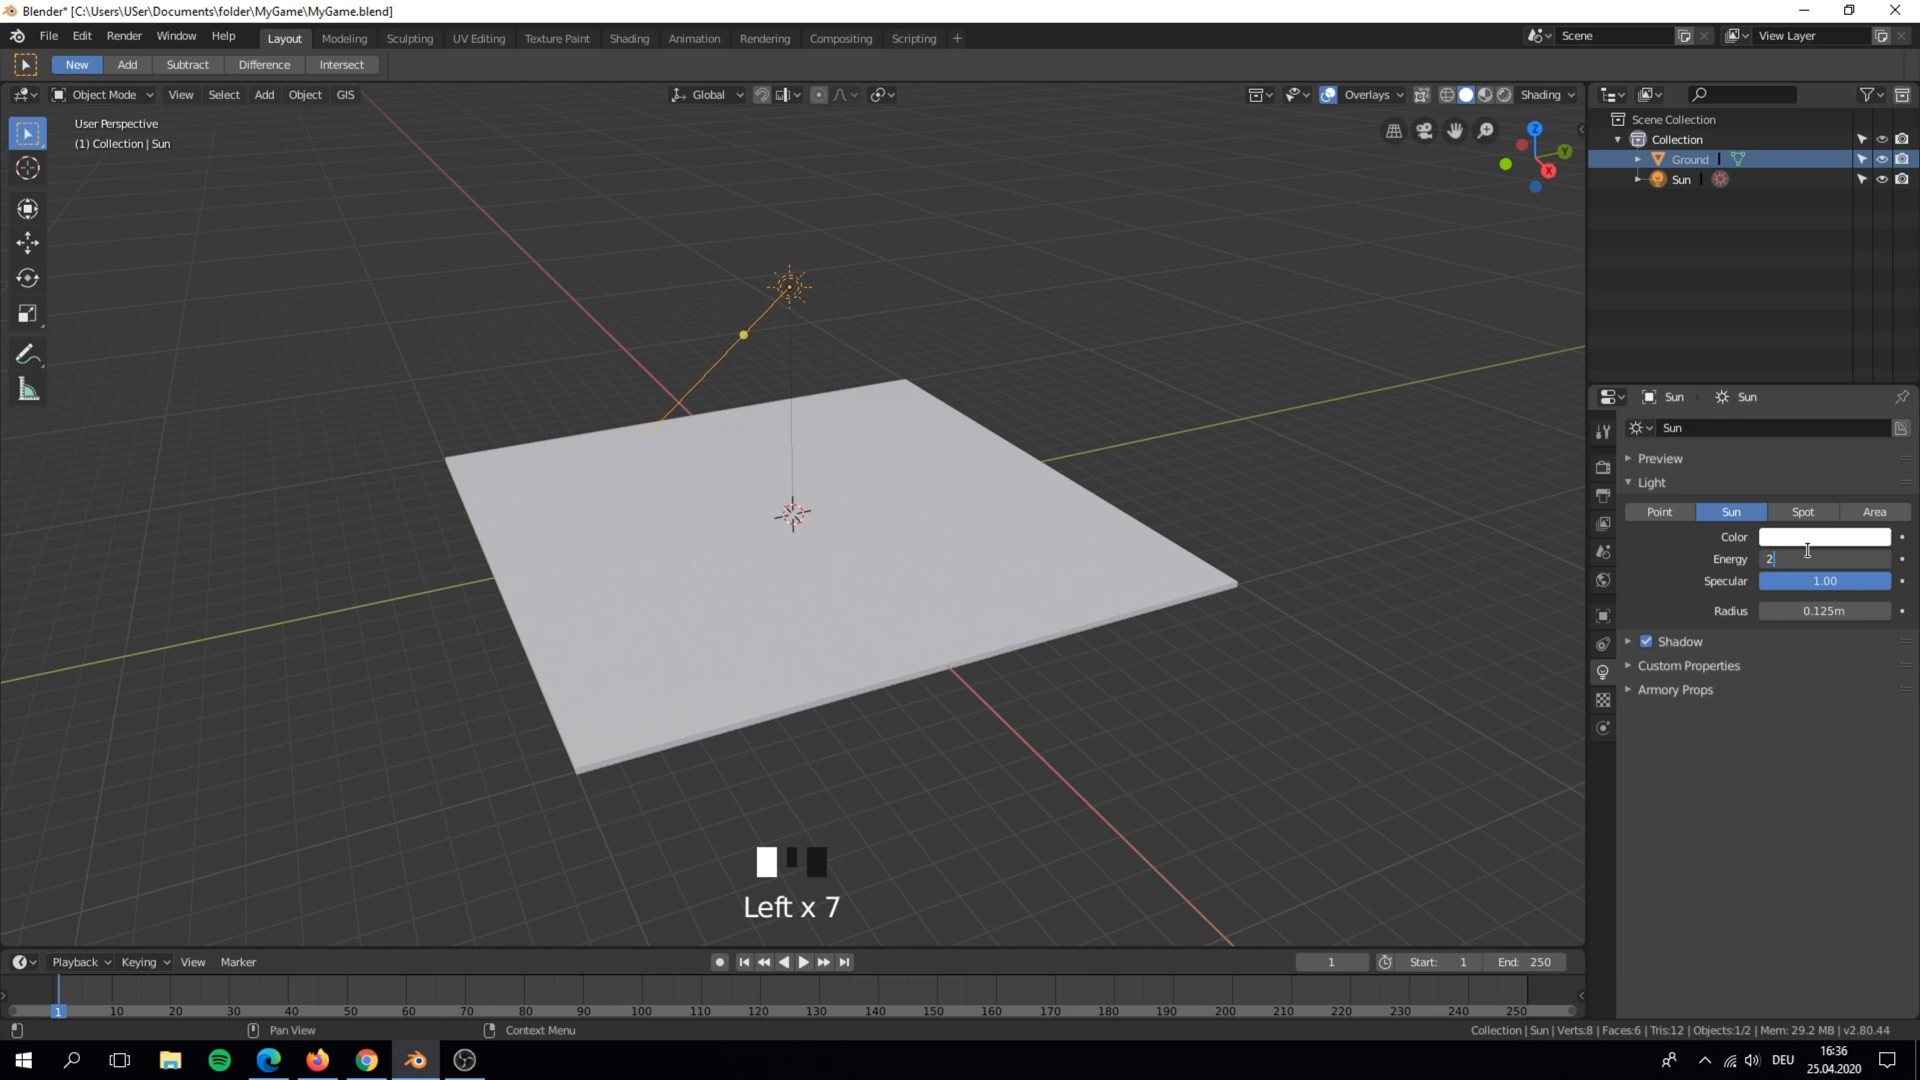 Blender* [C:\Users\USer\Documents\folder\MyGame\MyGame.blend]
File Edit Render Window Help Layout Modeling Sculpting UV Editing Texture Paint Shading Animation Rendering Compositing Scripting + Scene View Layer
New Add Subtract Difference Intersect
Object Mode View Select Add Object GIS Global Overlays Shading
User Perspective
(1) Collection | Sun
Z
Y
X
Scene Collection
Collection
Ground
Sun
Sun Sun
Sun
Preview
Light
Point Sun Spot Area
Color
Energy 2
Specular 1.00
Radius 0.125m
Shadow
Custom Properties
Armory Props
Left x 7
Playback Keying View Marker 1 Start: 1 End: 250
1 10 20 30 40 50 60 70 80 90 100 110 120 130 140 150 160 170 180 190 200 210 220 230 240 250
Pan View Context Menu Collection | Sun | Verts:8 | Faces:6 | Tris:12 | Objects:1/2 | Mem: 29.2 MB | v2.80.44
DEU 16:36
25.04.2020